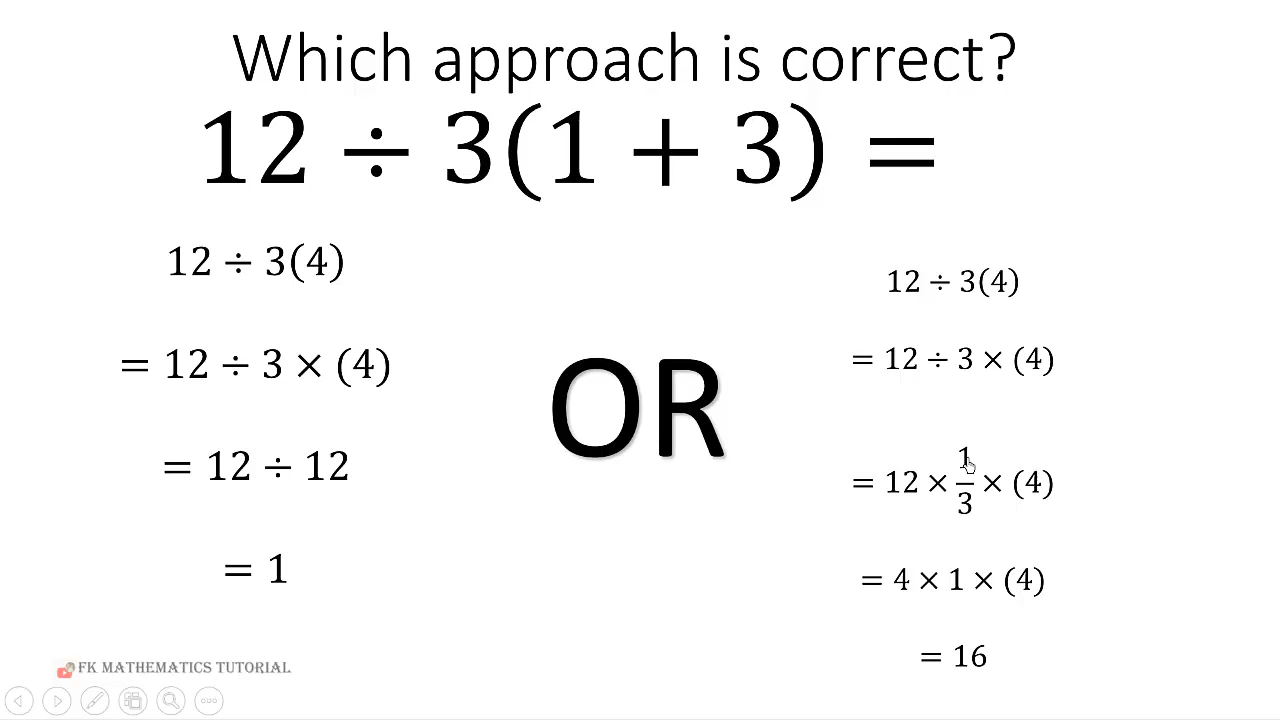 Which approach is correct?
12 ÷ 3(1 + 3) =
12 ÷ 3(4)
= 12 ÷ 3 × (4)
= 12 ÷ 12
= 1
OR
12 ÷ 3(4)
= 12 ÷ 3 × (4)
= 12 × 1/3 × (4)
= 4 × 1 × (4)
= 16
FK MATHEMATICS TUTORIAL